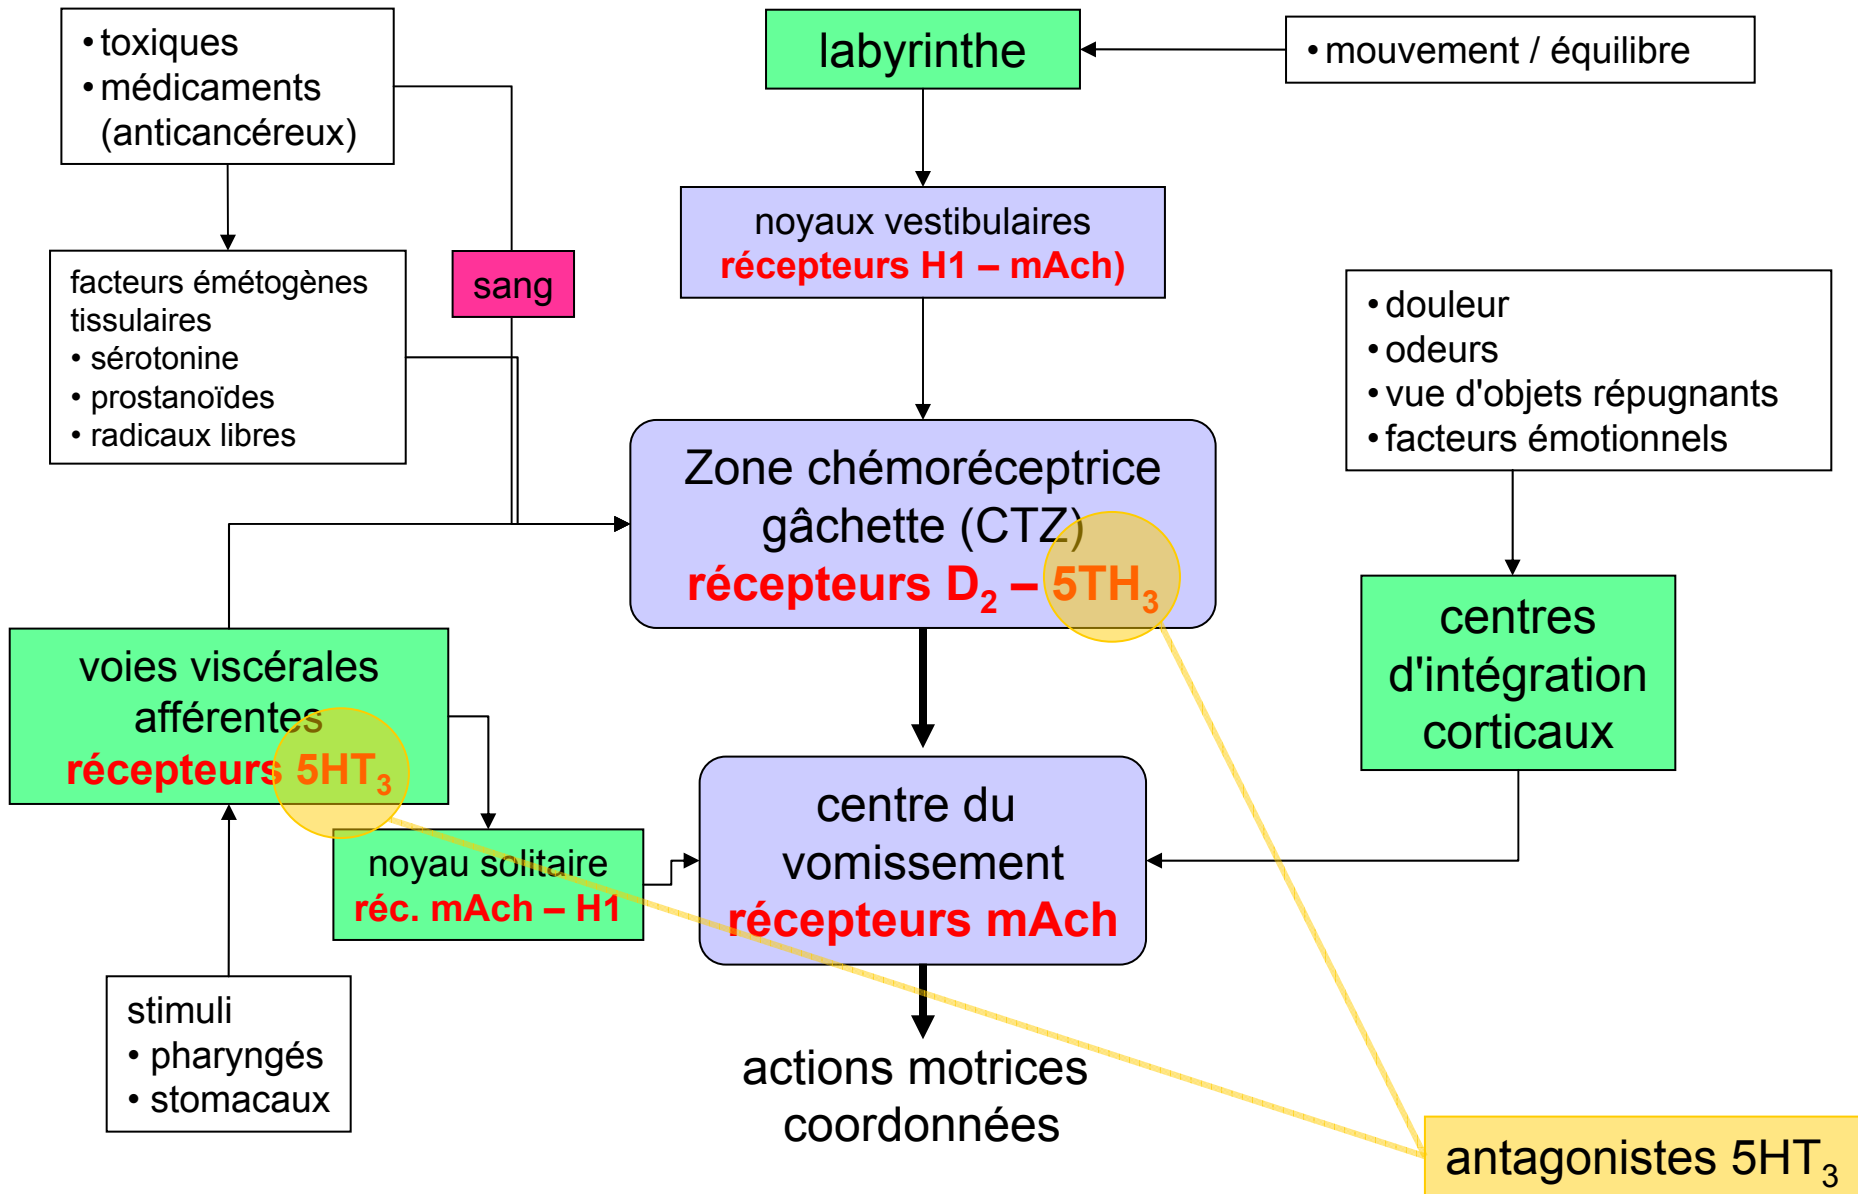 • toxiques
• médicaments
(anticancéreux)
labyrinthe
• mouvement / équilibre
noyaux vestibulaires
récepteurs H1 – mAch)
facteurs émétogènes
tissulaires
• sérotonine
• prostanoïdes
• radicaux libres
sang
• douleur
• odeurs
• vue d'objets répugnants
• facteurs émotionnels
Zone chémoréceptrice
gâchette (CTZ)
récepteurs D₂ – 5TH₃
centres
d'intégration
corticaux
voies viscérales
afférentes
récepteurs 5HT₃
noyau solitaire
réc. mAch – H1
centre du
vomissement
récepteurs mAch
stimuli
• pharyngés
• stomacaux
actions motrices
coordonnées
antagonistes 5HT₃